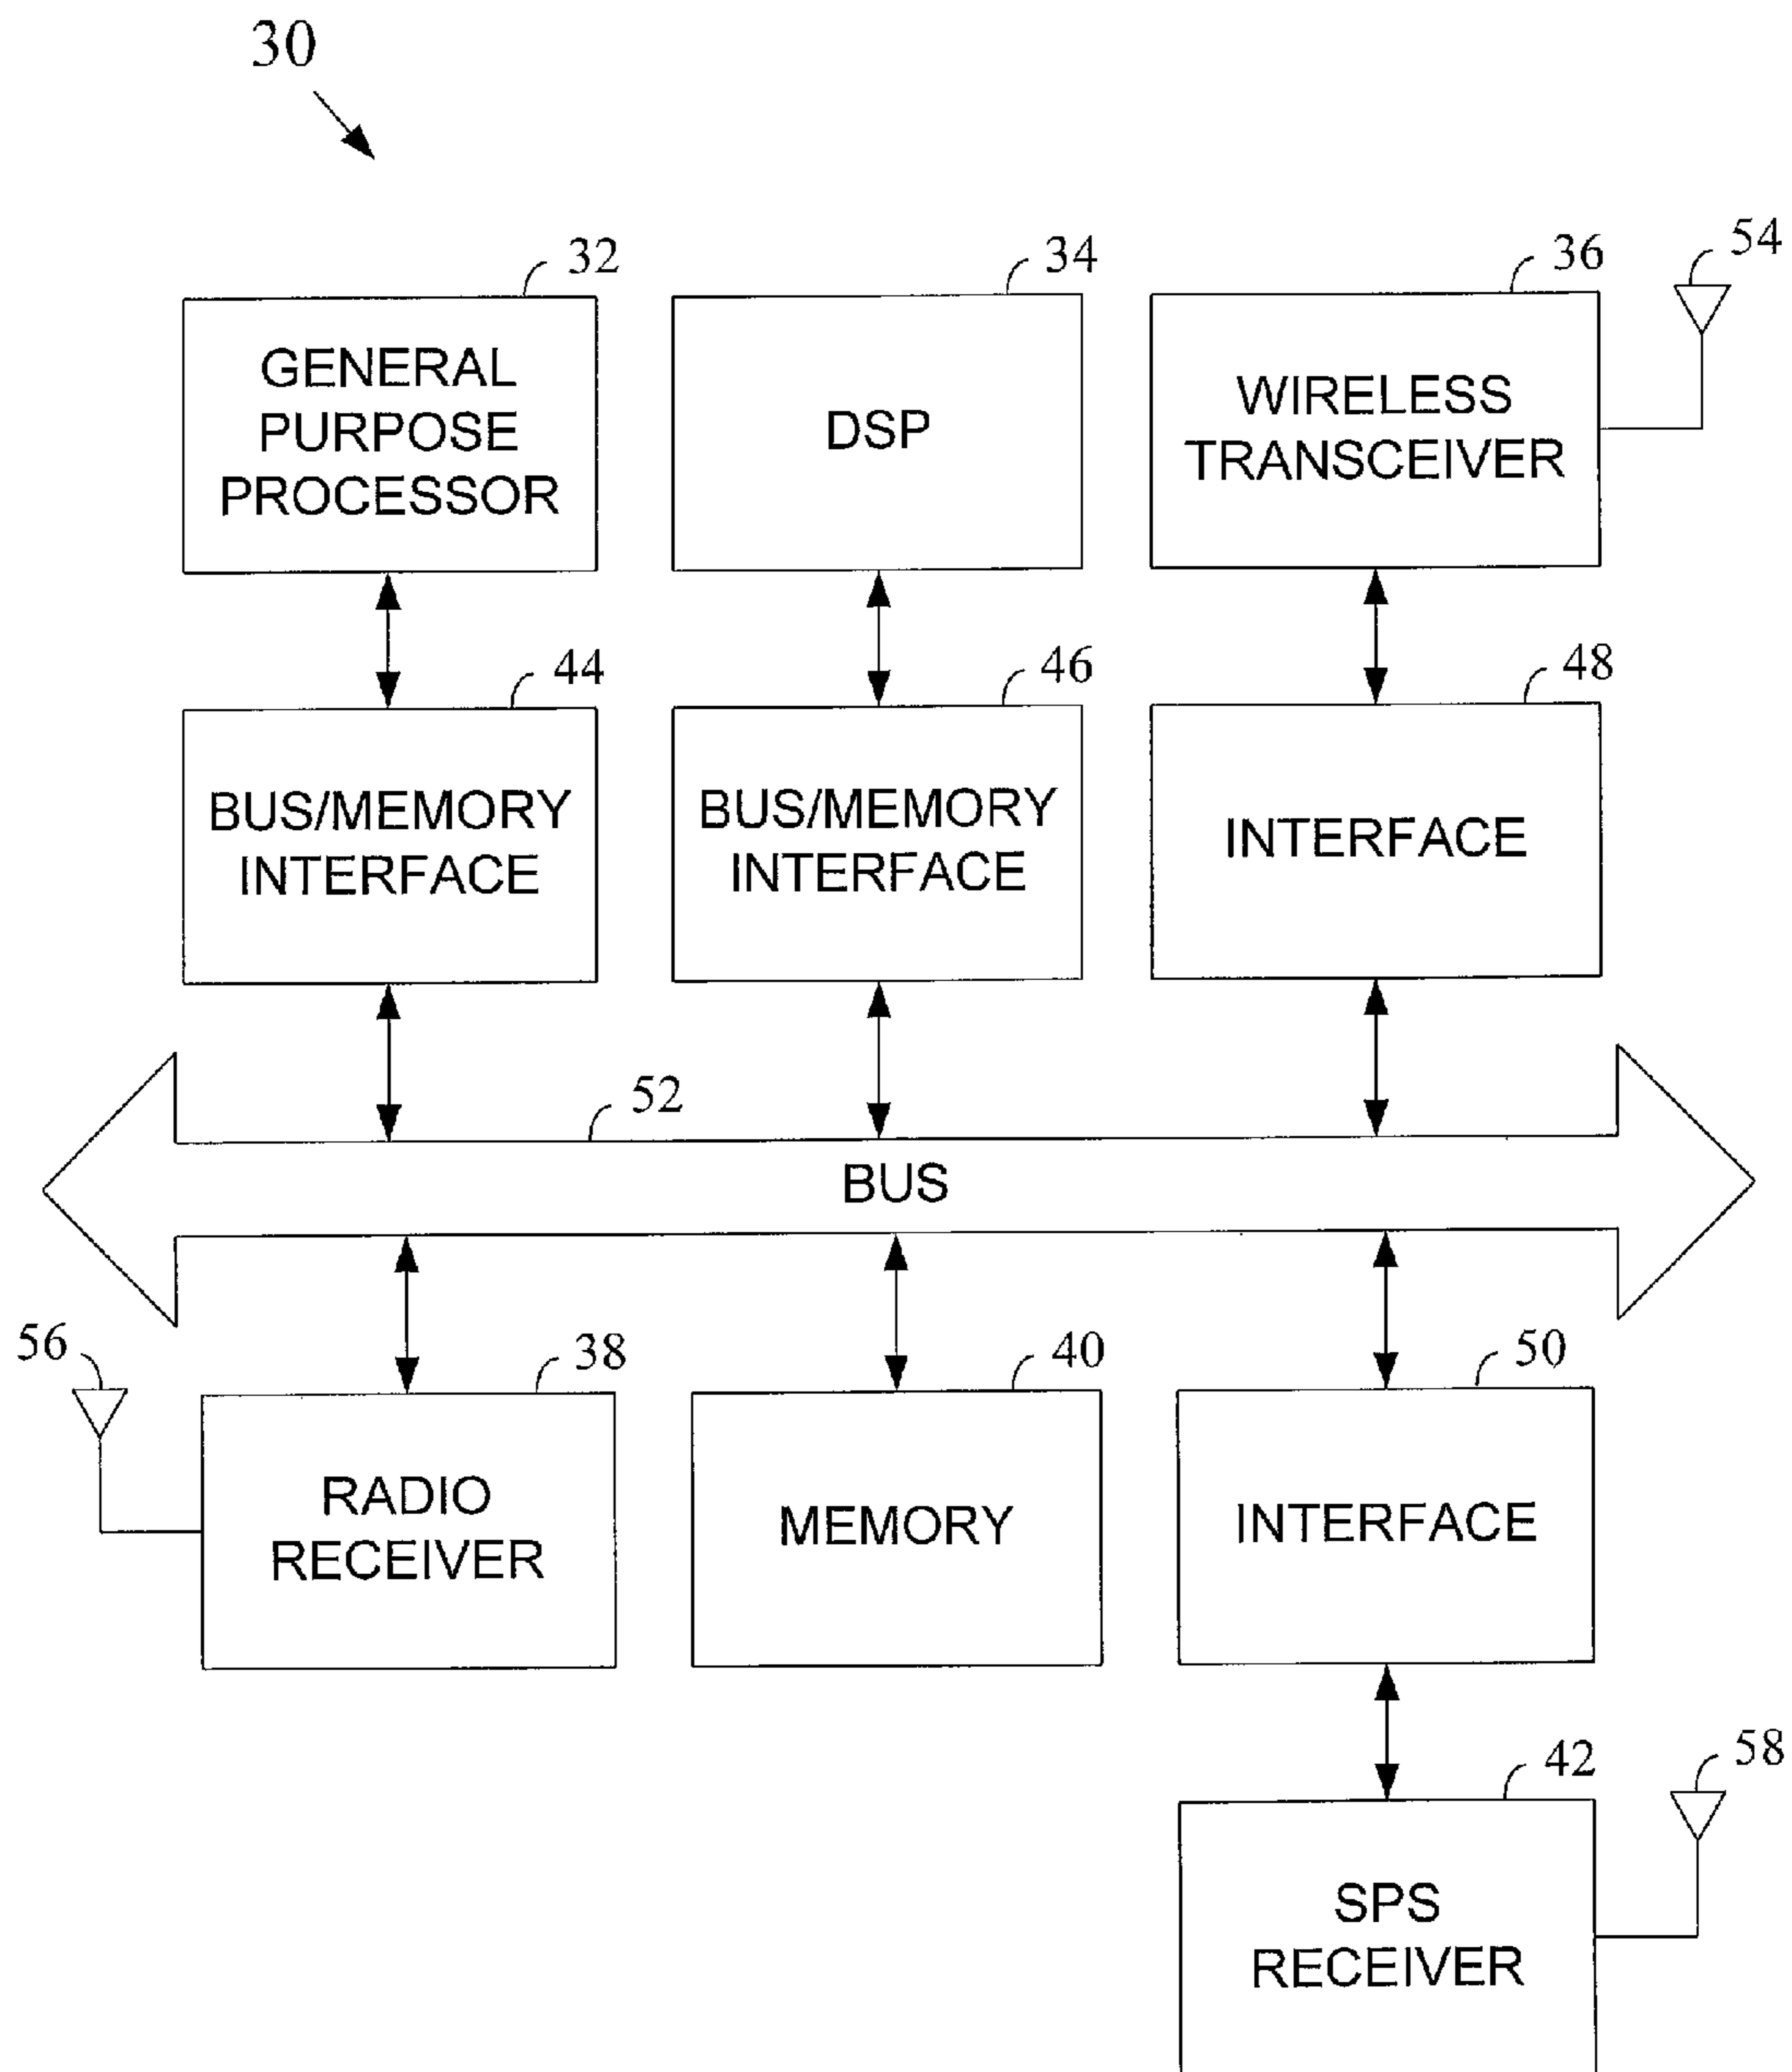 30
32
34
36
54
GENERAL
PURPOSE
PROCESSOR
DSP
WIRELESS
TRANSCEIVER
44
46
48
BUS/MEMORY
INTERFACE
BUS/MEMORY
INTERFACE
INTERFACE
52
BUS
56
38
40
50
RADIO
RECEIVER
MEMORY
INTERFACE
42
58
SPS
RECEIVER